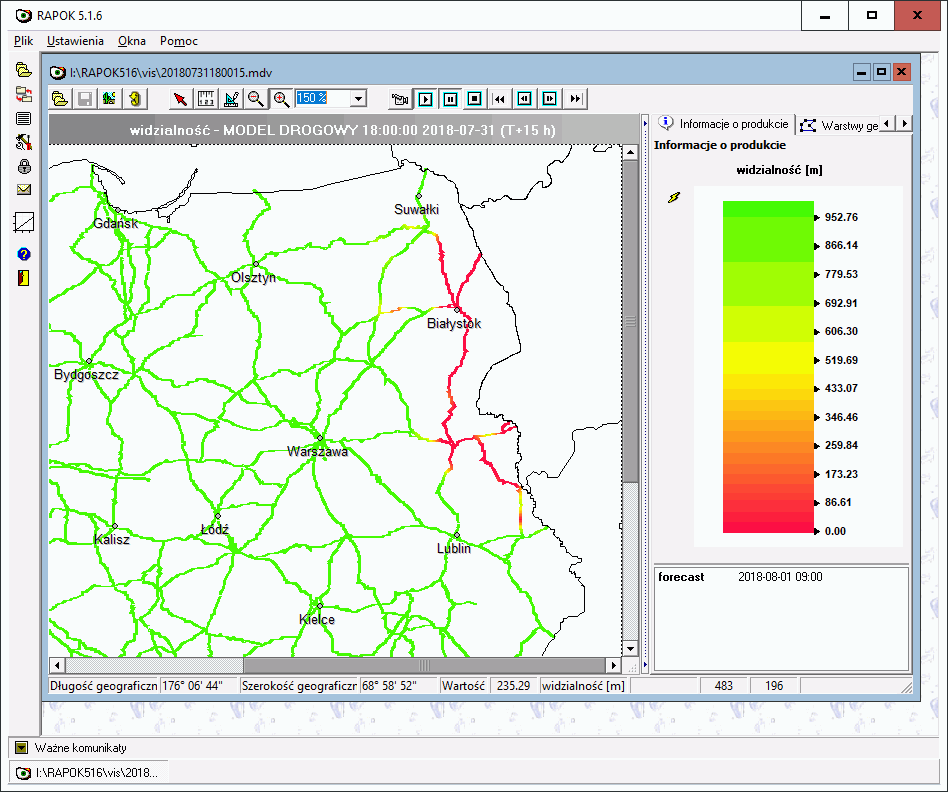 RAPOK 5.1.6
Plik Ustawienia Okna Pomoc
I:\RAPOK516\vis\20180731180015.mdv
150 %
widzialność - MODEL DROGOWY 18:00:00 2018-07-31 (T+15 h)
Informacje o produkcie
Warstwy ge
Informacje o produkcie
widzialność [m]
952.76
866.14
779.53
692.91
606.30
519.69
433.07
346.46
259.84
173.23
86.61
0.00
Suwałki
Gdańsk
Olsztyn
Białystok
Bydgoszcz
Warszawa
Łódź
Kalisz
Lublin
Kielce
forecast 2018-08-01 09:00
Długość geograficzn 176° 06' 44" Szerokość geograficzr 68° 58' 52" Wartość 235.29 widzialność [m] 483 196
Ważne komunikaty
I:\RAPOK516\vis\2018...